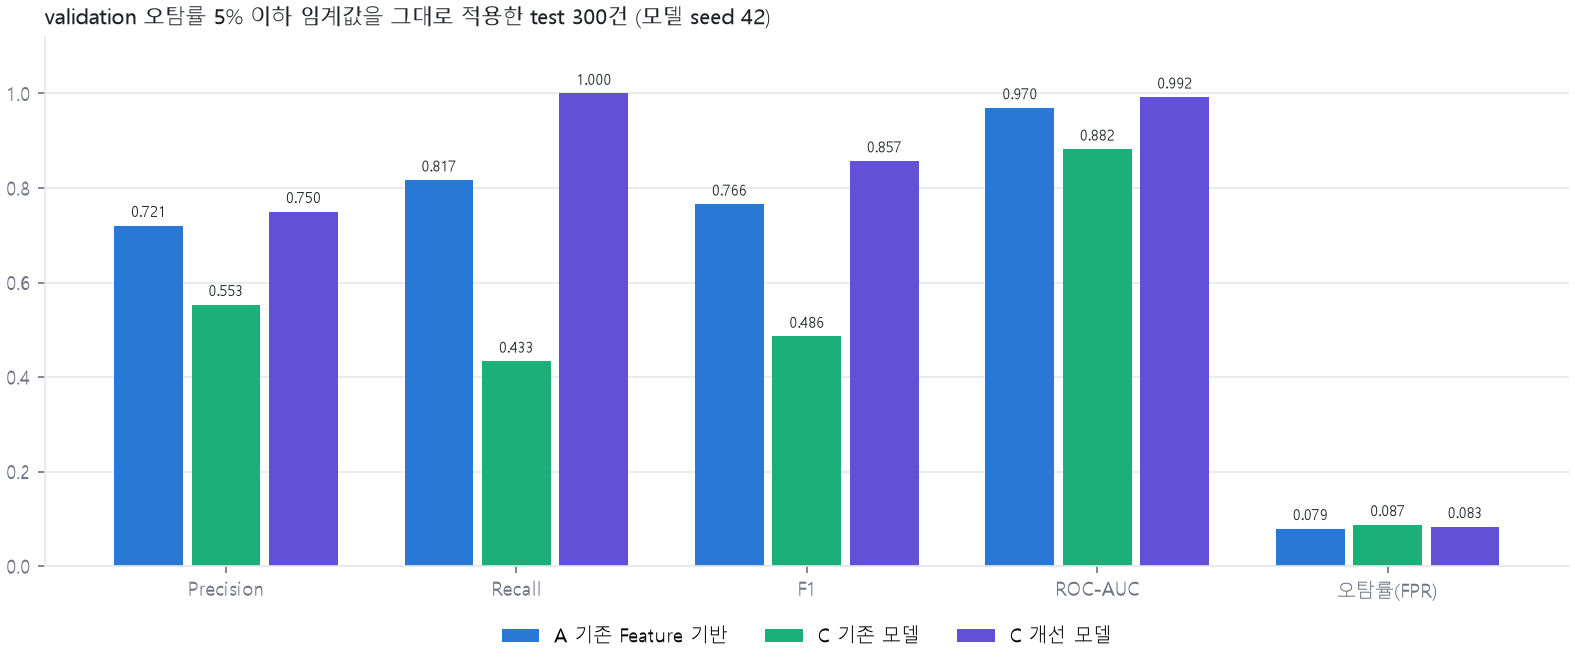 validation 오탐률 5% 이하 임계값을 그대로 적용한 test 300건 (모델 seed 42)
1.0
0.8
0.6
0.4
0.2
0.0
0.721
0.553
0.750
0.817
0.433
1.000
0.766
0.486
0.857
0.970
0.882
0.992
0.079
0.087
0.083
Precision
Recall
F1
ROC-AUC
오탐률(FPR)
A 기존 Feature 기반
C 기존 모델
C 개선 모델